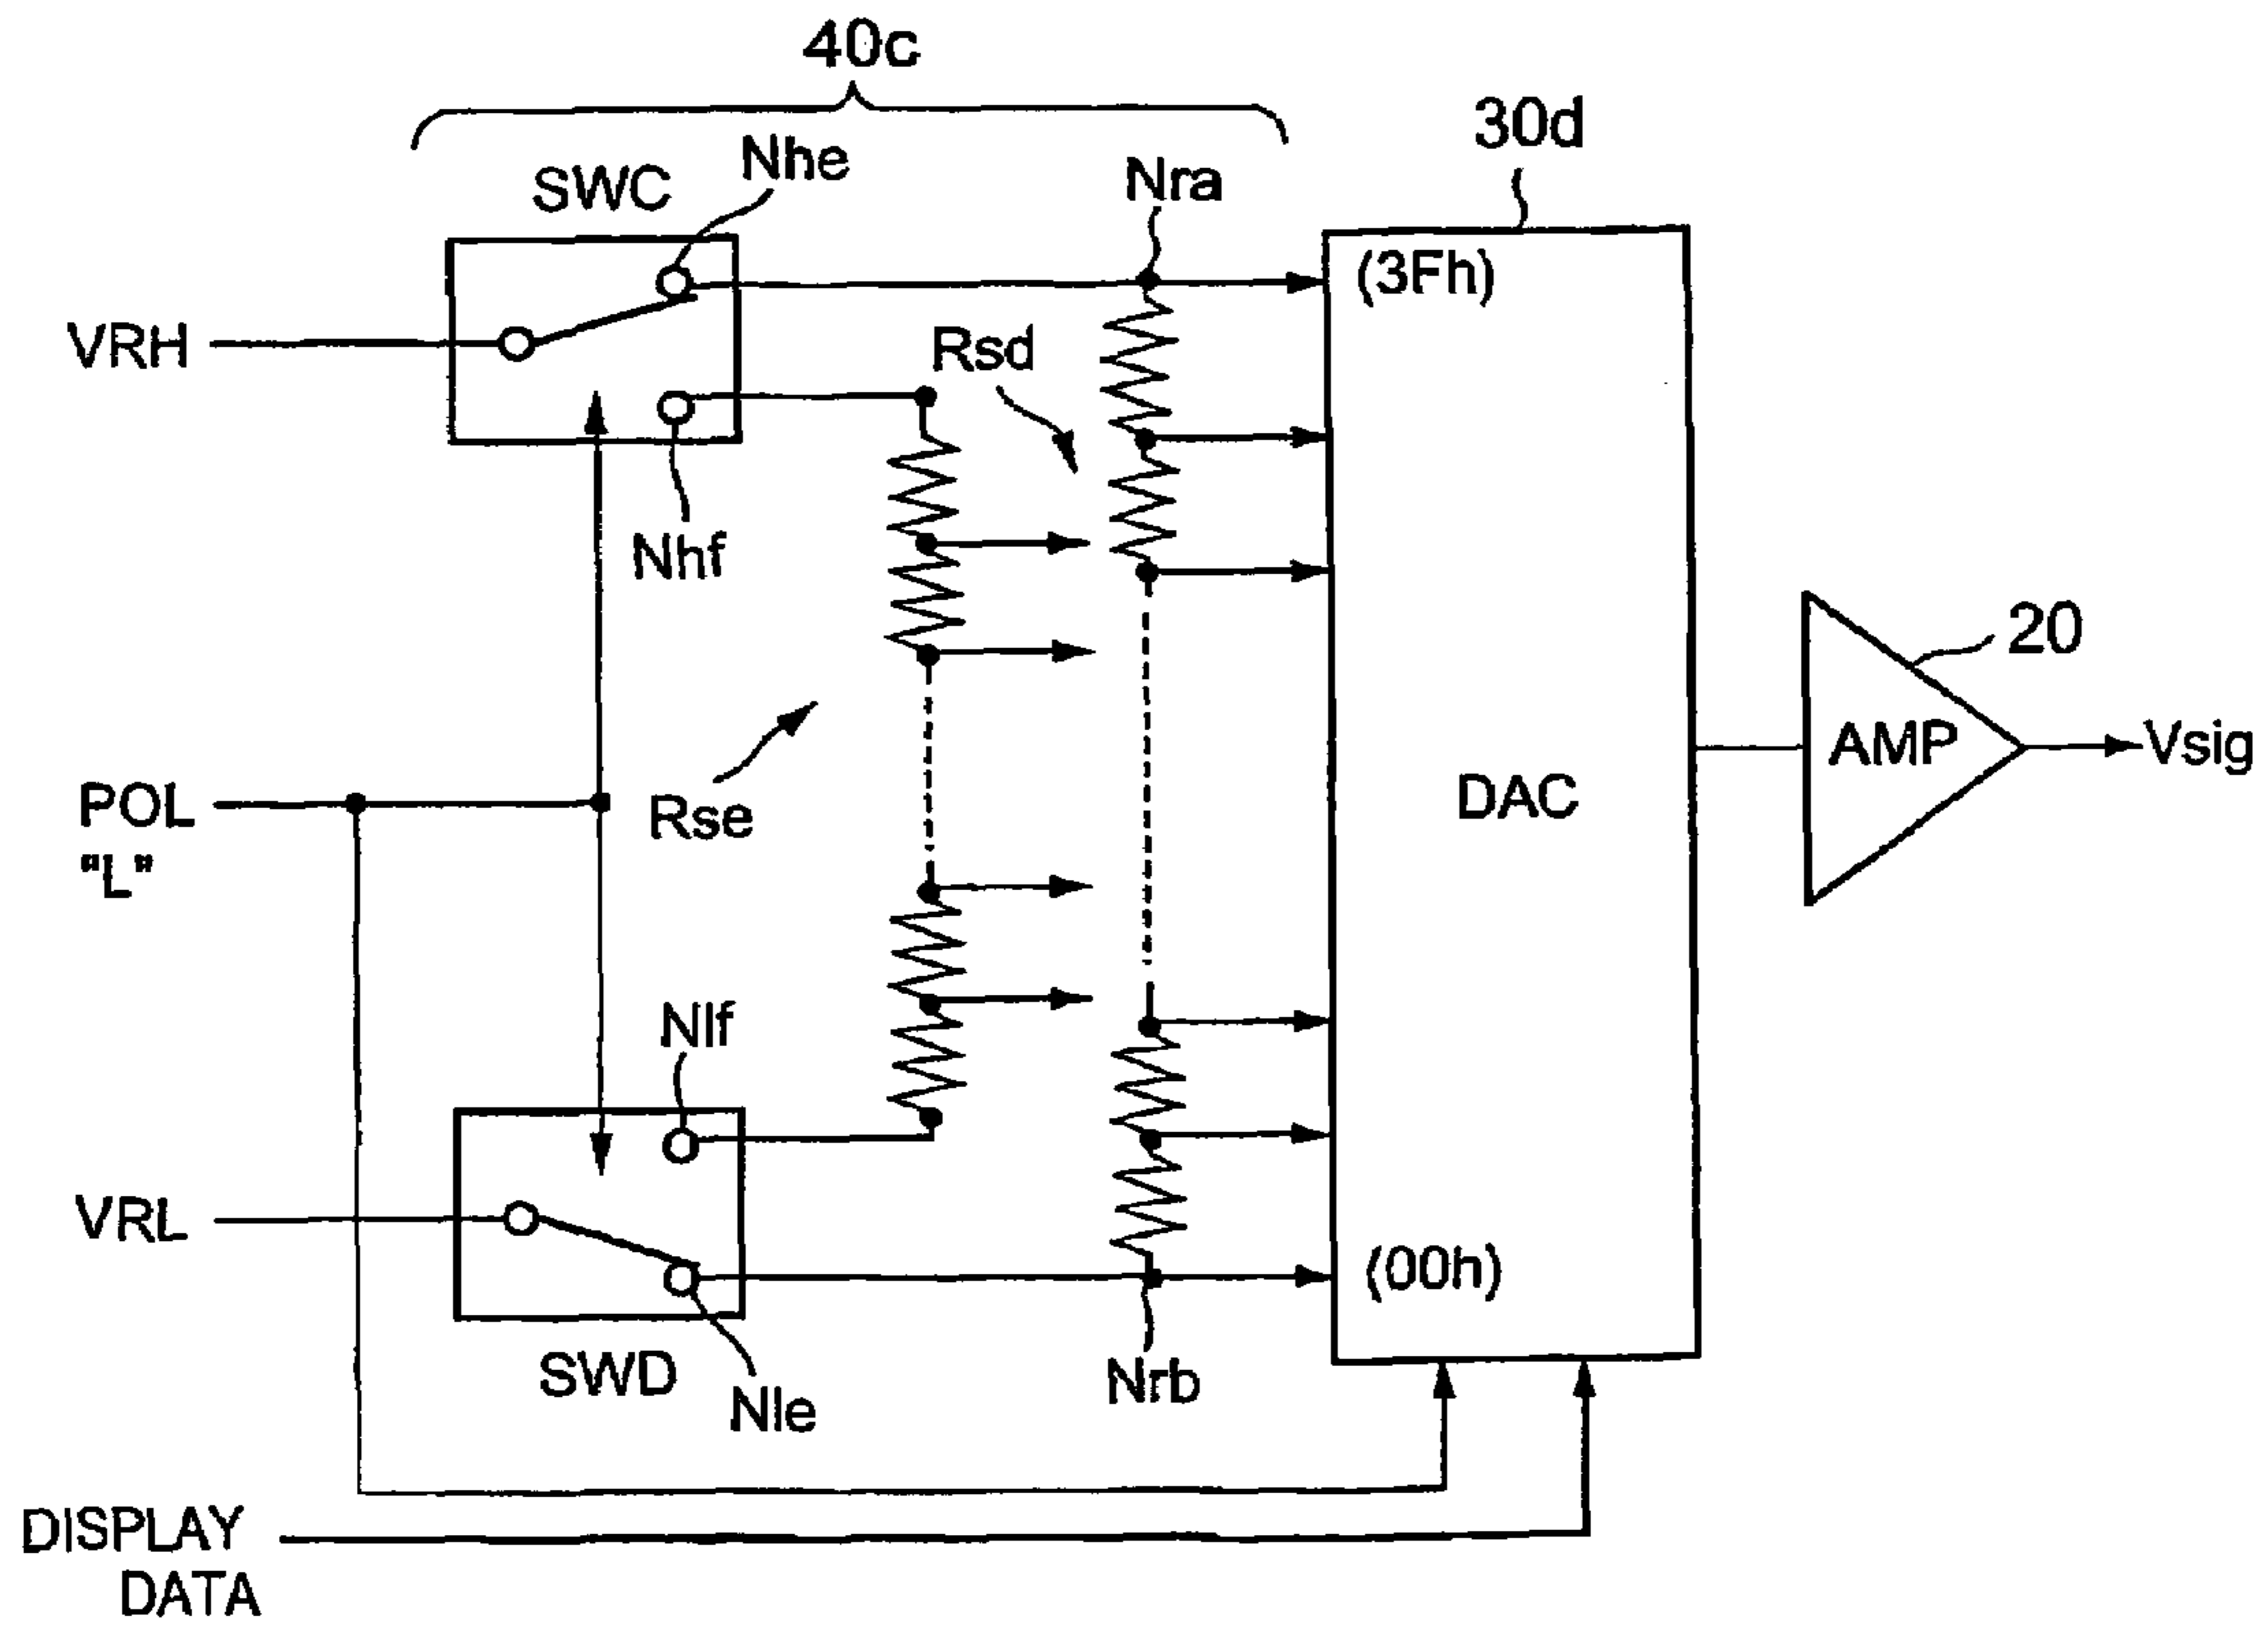 40c
30d
Nhe
SWC
Nra
(3Fh)
VRH
Rsd
Nhf
20
AMP
Vsig
POL
"L"
Rse
DAC
Nlf
VRL
(00h)
SWD
Nle
Nrb
DISPLAY
DATA